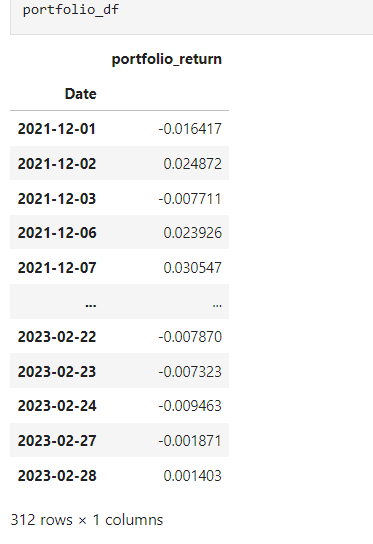 portfolio_df
portfolio_return
Date
2021-12-01 -0.016417
2021-12-02 0.024872
2021-12-03 -0.007711
2021-12-06 0.023926
2021-12-07 0.030547
... ...
2023-02-22 -0.007870
2023-02-23 -0.007323
2023-02-24 -0.009463
2023-02-27 -0.001871
2023-02-28 0.001403
312 rows × 1 columns